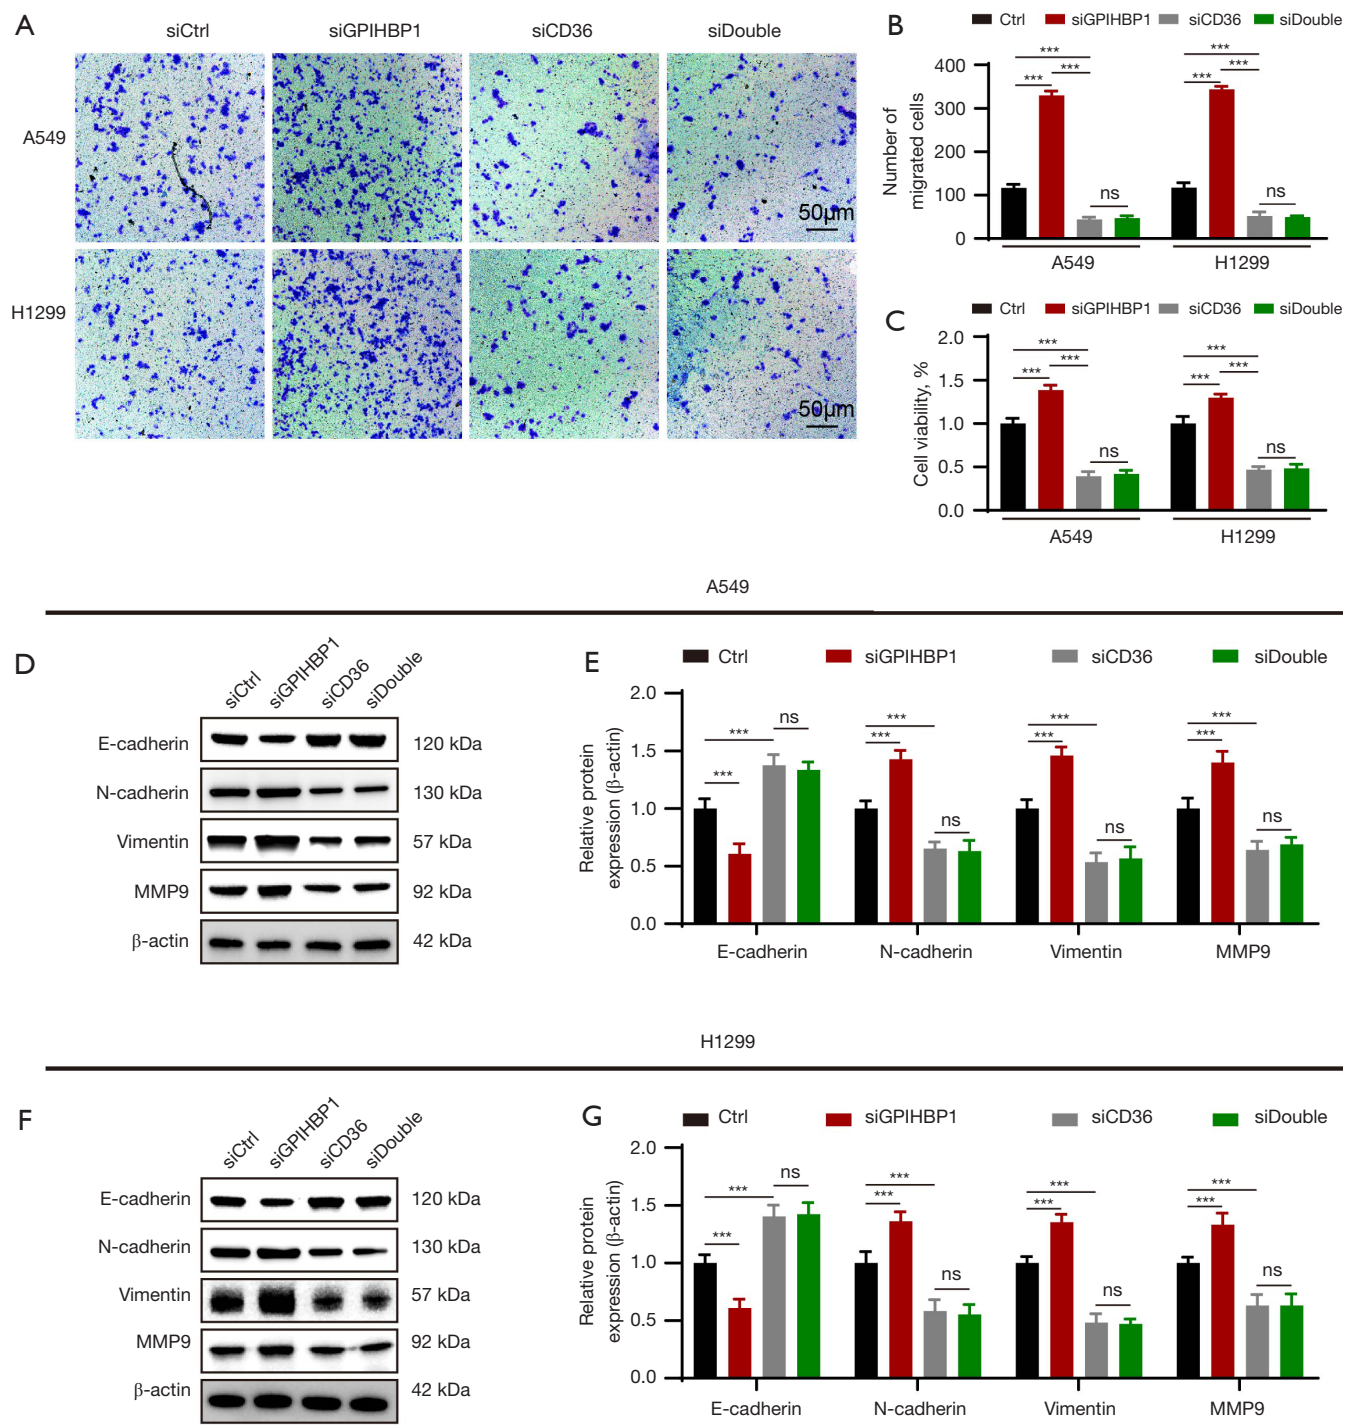 A
siCtrl siGPIHBP1 siCD36 siDouble
A549
50µm
H1299
50µm
B
Ctrl siGPIHBP1 siCD36 siDouble
Number of
migrated cells
400
300
200
100
0
*** *** *** ns
*** *** *** ns
A549 H1299
C
Ctrl siGPIHBP1 siCD36 siDouble
Cell viability, %
2.0
1.5
1.0
0.5
0.0
*** *** *** ns
*** *** *** ns
A549 H1299
A549
D
siCtrl siGPIHBP1 siCD36 siDouble
E-cadherin 120 kDa
N-cadherin 130 kDa
Vimentin 57 kDa
MMP9 92 kDa
β-actin 42 kDa
E
Ctrl siGPIHBP1 siCD36 siDouble
Relative protein
expression (β-actin)
2.0
1.5
1.0
0.5
0.0
*** *** ns
*** *** ns
*** *** ns
*** *** ns
E-cadherin N-cadherin Vimentin MMP9
H1299
F
siCtrl siGPIHBP1 siCD36 siDouble
E-cadherin 120 kDa
N-cadherin 130 kDa
Vimentin 57 kDa
MMP9 92 kDa
β-actin 42 kDa
G
Ctrl siGPIHBP1 siCD36 siDouble
Relative protein
expression (β-actin)
2.0
1.5
1.0
0.5
0.0
*** *** ns
*** *** ns
*** *** ns
*** *** ns
E-cadherin N-cadherin Vimentin MMP9